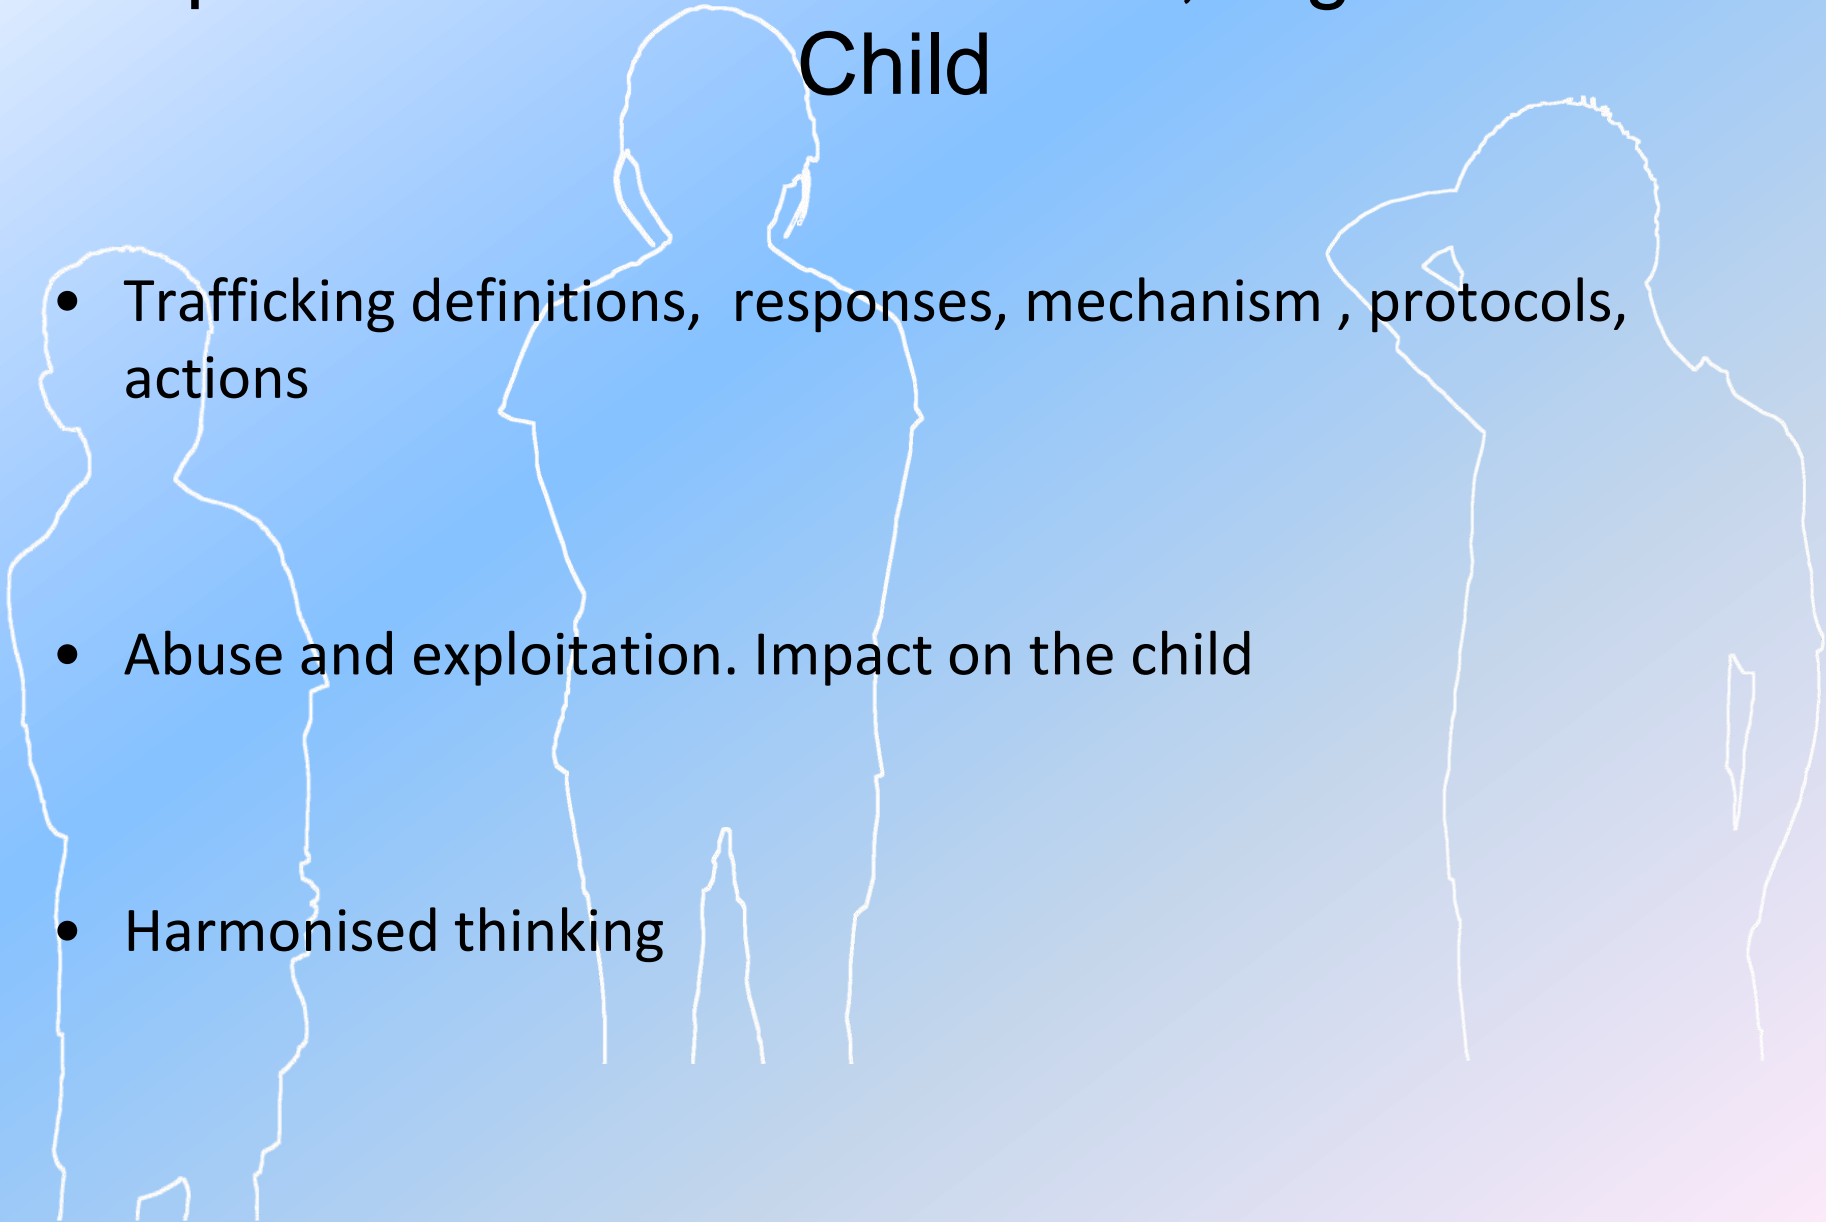 Child
• Trafficking definitions,  responses, mechanism , protocols,
actions
• Abuse and exploitation. Impact on the child
• Harmonised thinking